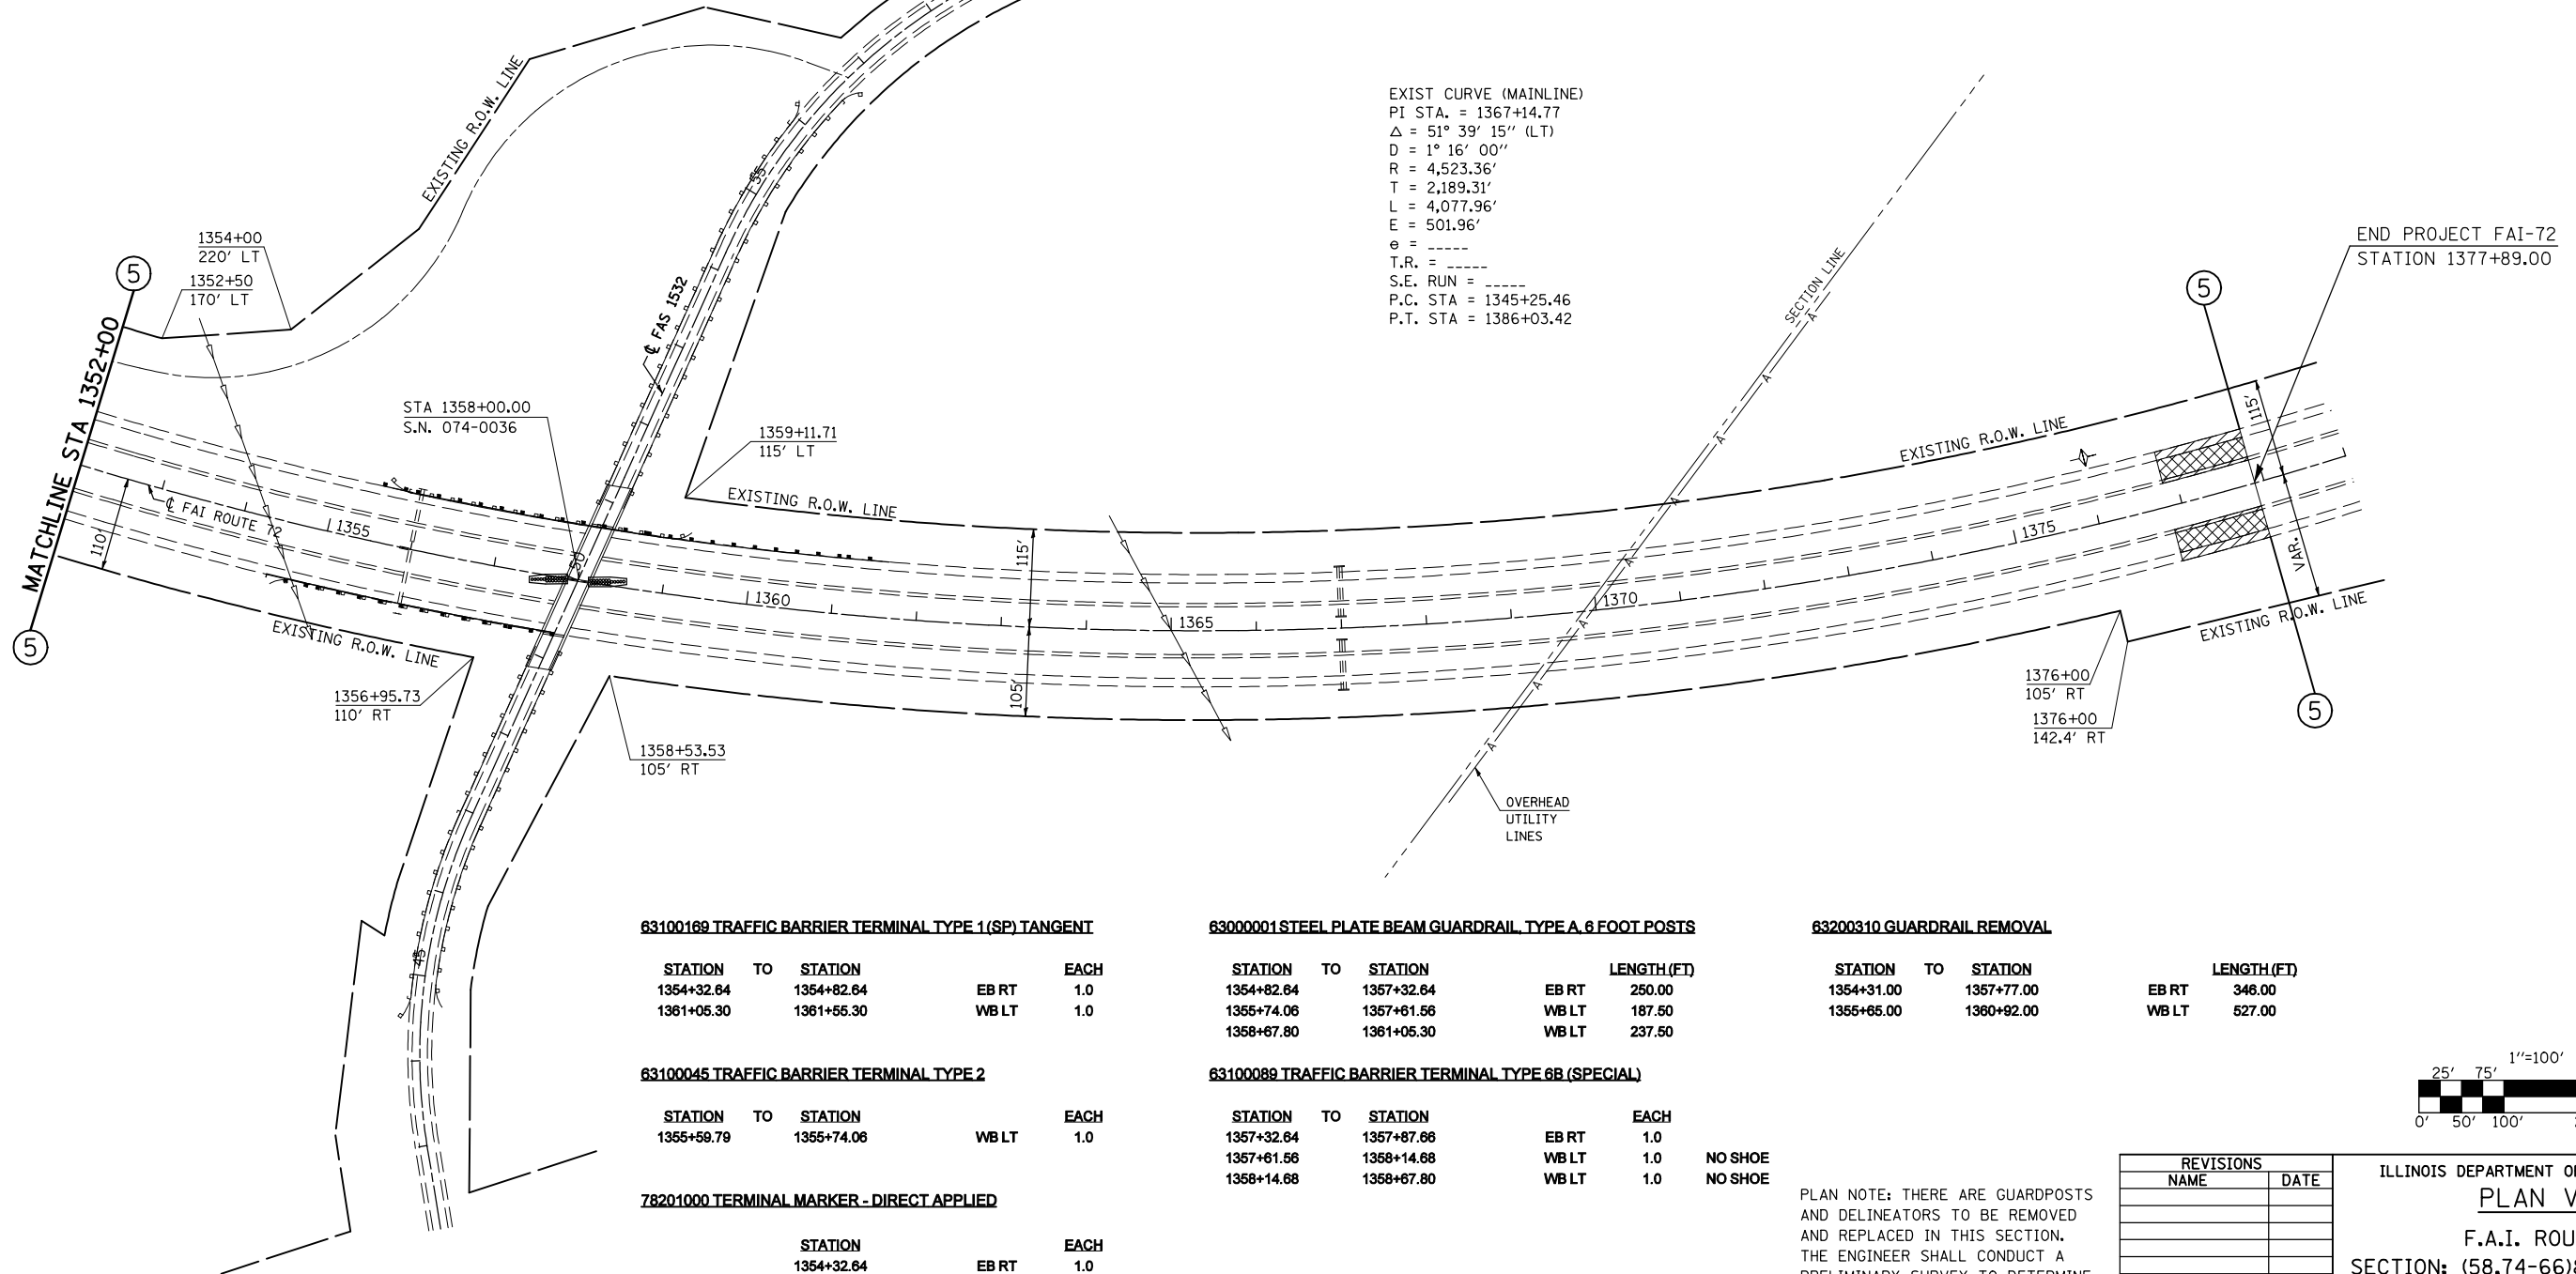 EXISTING R.O.W. LINE
1354+00
220' LT
1352+50
170' LT
5
MATCHLINE STA 1352+00
5
110'
℄ FAI ROUTE 72
1355
EXISTING R.O.W. LINE
1356+95.73
110' RT
STA 1358+00.00
S.N. 074-0036
℄ FAS 1532
55
50
45
1359+11.71
115' LT
EXISTING R.O.W. LINE
1358+53.53
105' RT
1360
115'
105'
1365
1370
1375
EXIST CURVE (MAINLINE)
PI STA. = 1367+14.77
Δ = 51° 39' 15'' (LT)
D = 1° 16' 00''
R = 4,523.36'
T = 2,189.31'
L = 4,077.96'
E = 501.96'
e = _____
T.R. = _____
S.E. RUN = _____
P.C. STA = 1345+25.46
P.T. STA = 1386+03.42
SECTION LINE
A
A
A
A
A
A
A
A
OVERHEAD
UTILITY
LINES
EXISTING R.O.W. LINE
END PROJECT FAI-72
STATION 1377+89.00
5
115'
VAR.
EXISTING R.O.W. LINE
5
1376+00
105' RT
1376+00
142.4' RT
63100169 TRAFFIC BARRIER TERMINAL TYPE 1 (SP) TANGENT
STATION TO STATION EACH
1354+32.64 1354+82.64 EB RT 1.0
1361+05.30 1361+55.30 WB LT 1.0
63100045 TRAFFIC BARRIER TERMINAL TYPE 2
STATION TO STATION EACH
1355+59.79 1355+74.06 WB LT 1.0
78201000 TERMINAL MARKER - DIRECT APPLIED
STATION EACH
1354+32.64 EB RT 1.0
63000001 STEEL PLATE BEAM GUARDRAIL, TYPE A, 6 FOOT POSTS
STATION TO STATION LENGTH (FT)
1354+82.64 1357+32.64 EB RT 250.00
1355+74.06 1357+61.56 WB LT 187.50
1358+67.80 1361+05.30 WB LT 237.50
63100089 TRAFFIC BARRIER TERMINAL TYPE 6B (SPECIAL)
STATION TO STATION EACH
1357+32.64 1357+87.66 EB RT 1.0
1357+61.56 1358+14.68 WB LT 1.0 NO SHOE
1358+14.68 1358+67.80 WB LT 1.0 NO SHOE
63200310 GUARDRAIL REMOVAL
STATION TO STATION LENGTH (FT)
1354+31.00 1357+77.00 EB RT 346.00
1355+65.00 1360+92.00 WB LT 527.00
1''=100'
25' 75'
0' 50' 100'
PLAN NOTE: THERE ARE GUARDPOSTS
AND DELINEATORS TO BE REMOVED
AND REPLACED IN THIS SECTION.
THE ENGINEER SHALL CONDUCT A
PRELIMINARY SURVEY TO DETERMINE
REVISIONS
NAME DATE
ILLINOIS DEPARTMENT
PLAN
F.A.I.
SECTION: (58,74-66)